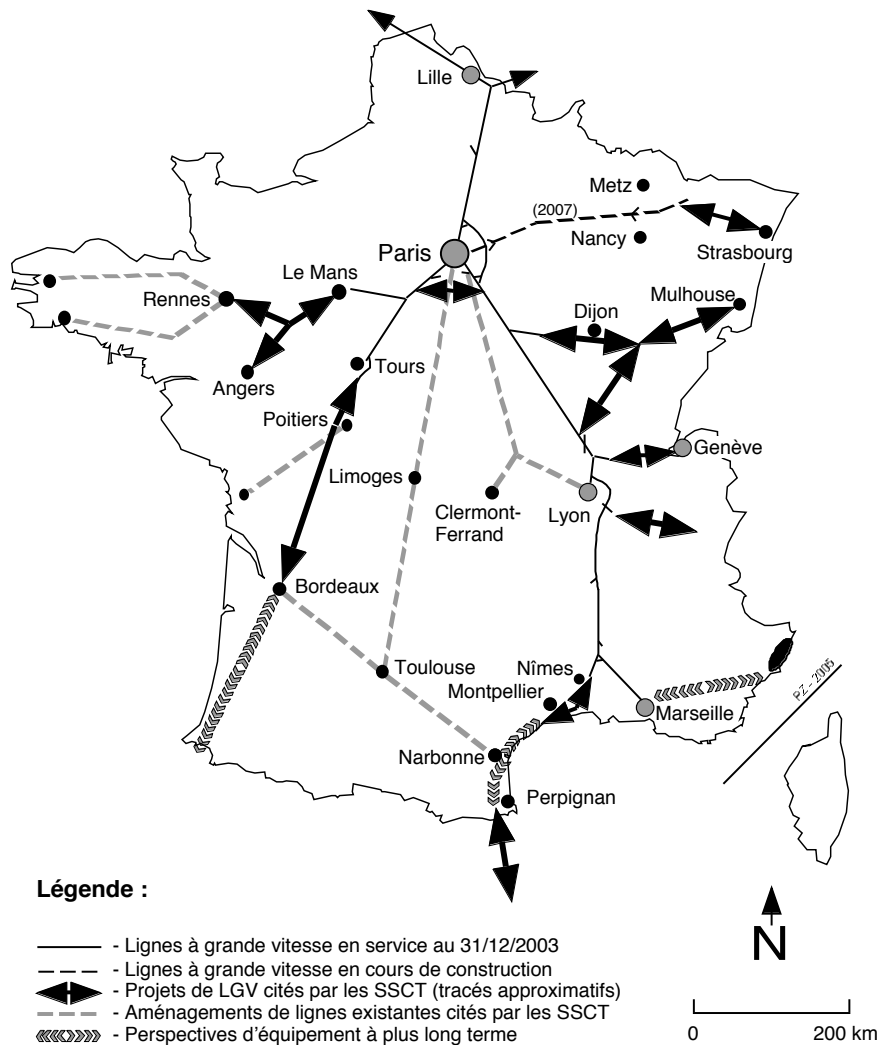 Lille
Metz
(2007)
Nancy
Strasbourg
Paris
Le Mans
Rennes
Mulhouse
Dijon
Tours
Angers
Poitiers
Genève
Limoges
Clermont-
Ferrand
Lyon
Bordeaux
Toulouse
Nîmes
Montpellier
PZ - 2005
Marseille
Narbonne
Perpignan
Légende :
- Lignes à grande vitesse en service au 31/12/2003
- Lignes à grande vitesse en cours de construction
- Projets de LGV cités par les SSCT (tracés approximatifs)
- Aménagements de lignes existantes cités par les SSCT
- Perspectives d'équipement à plus long terme
N
0 200 km